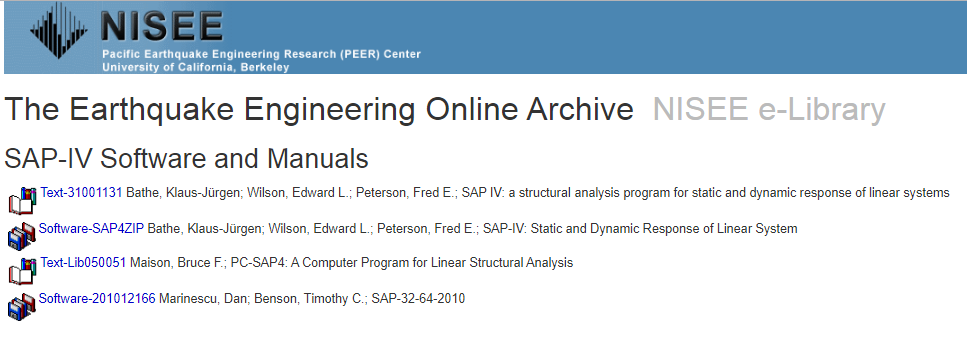 NISEE
Pacific Earthquake Engineering Research (PEER) Center
University of California, Berkeley
The Earthquake Engineering Online Archive NISEE e-Library
SAP-IV Software and Manuals
Text-31001131 Bathe, Klaus-Jürgen; Wilson, Edward L.; Peterson, Fred E.; SAP IV: a structural analysis program for static and dynamic response of linear systems
Software-SAP4ZIP Bathe, Klaus-Jürgen; Wilson, Edward L.; Peterson, Fred E.; SAP-IV: Static and Dynamic Response of Linear System
Text-Lib050051 Maison, Bruce F.; PC-SAP4: A Computer Program for Linear Structural Analysis
Software-201012166 Marinescu, Dan; Benson, Timothy C.; SAP-32-64-2010